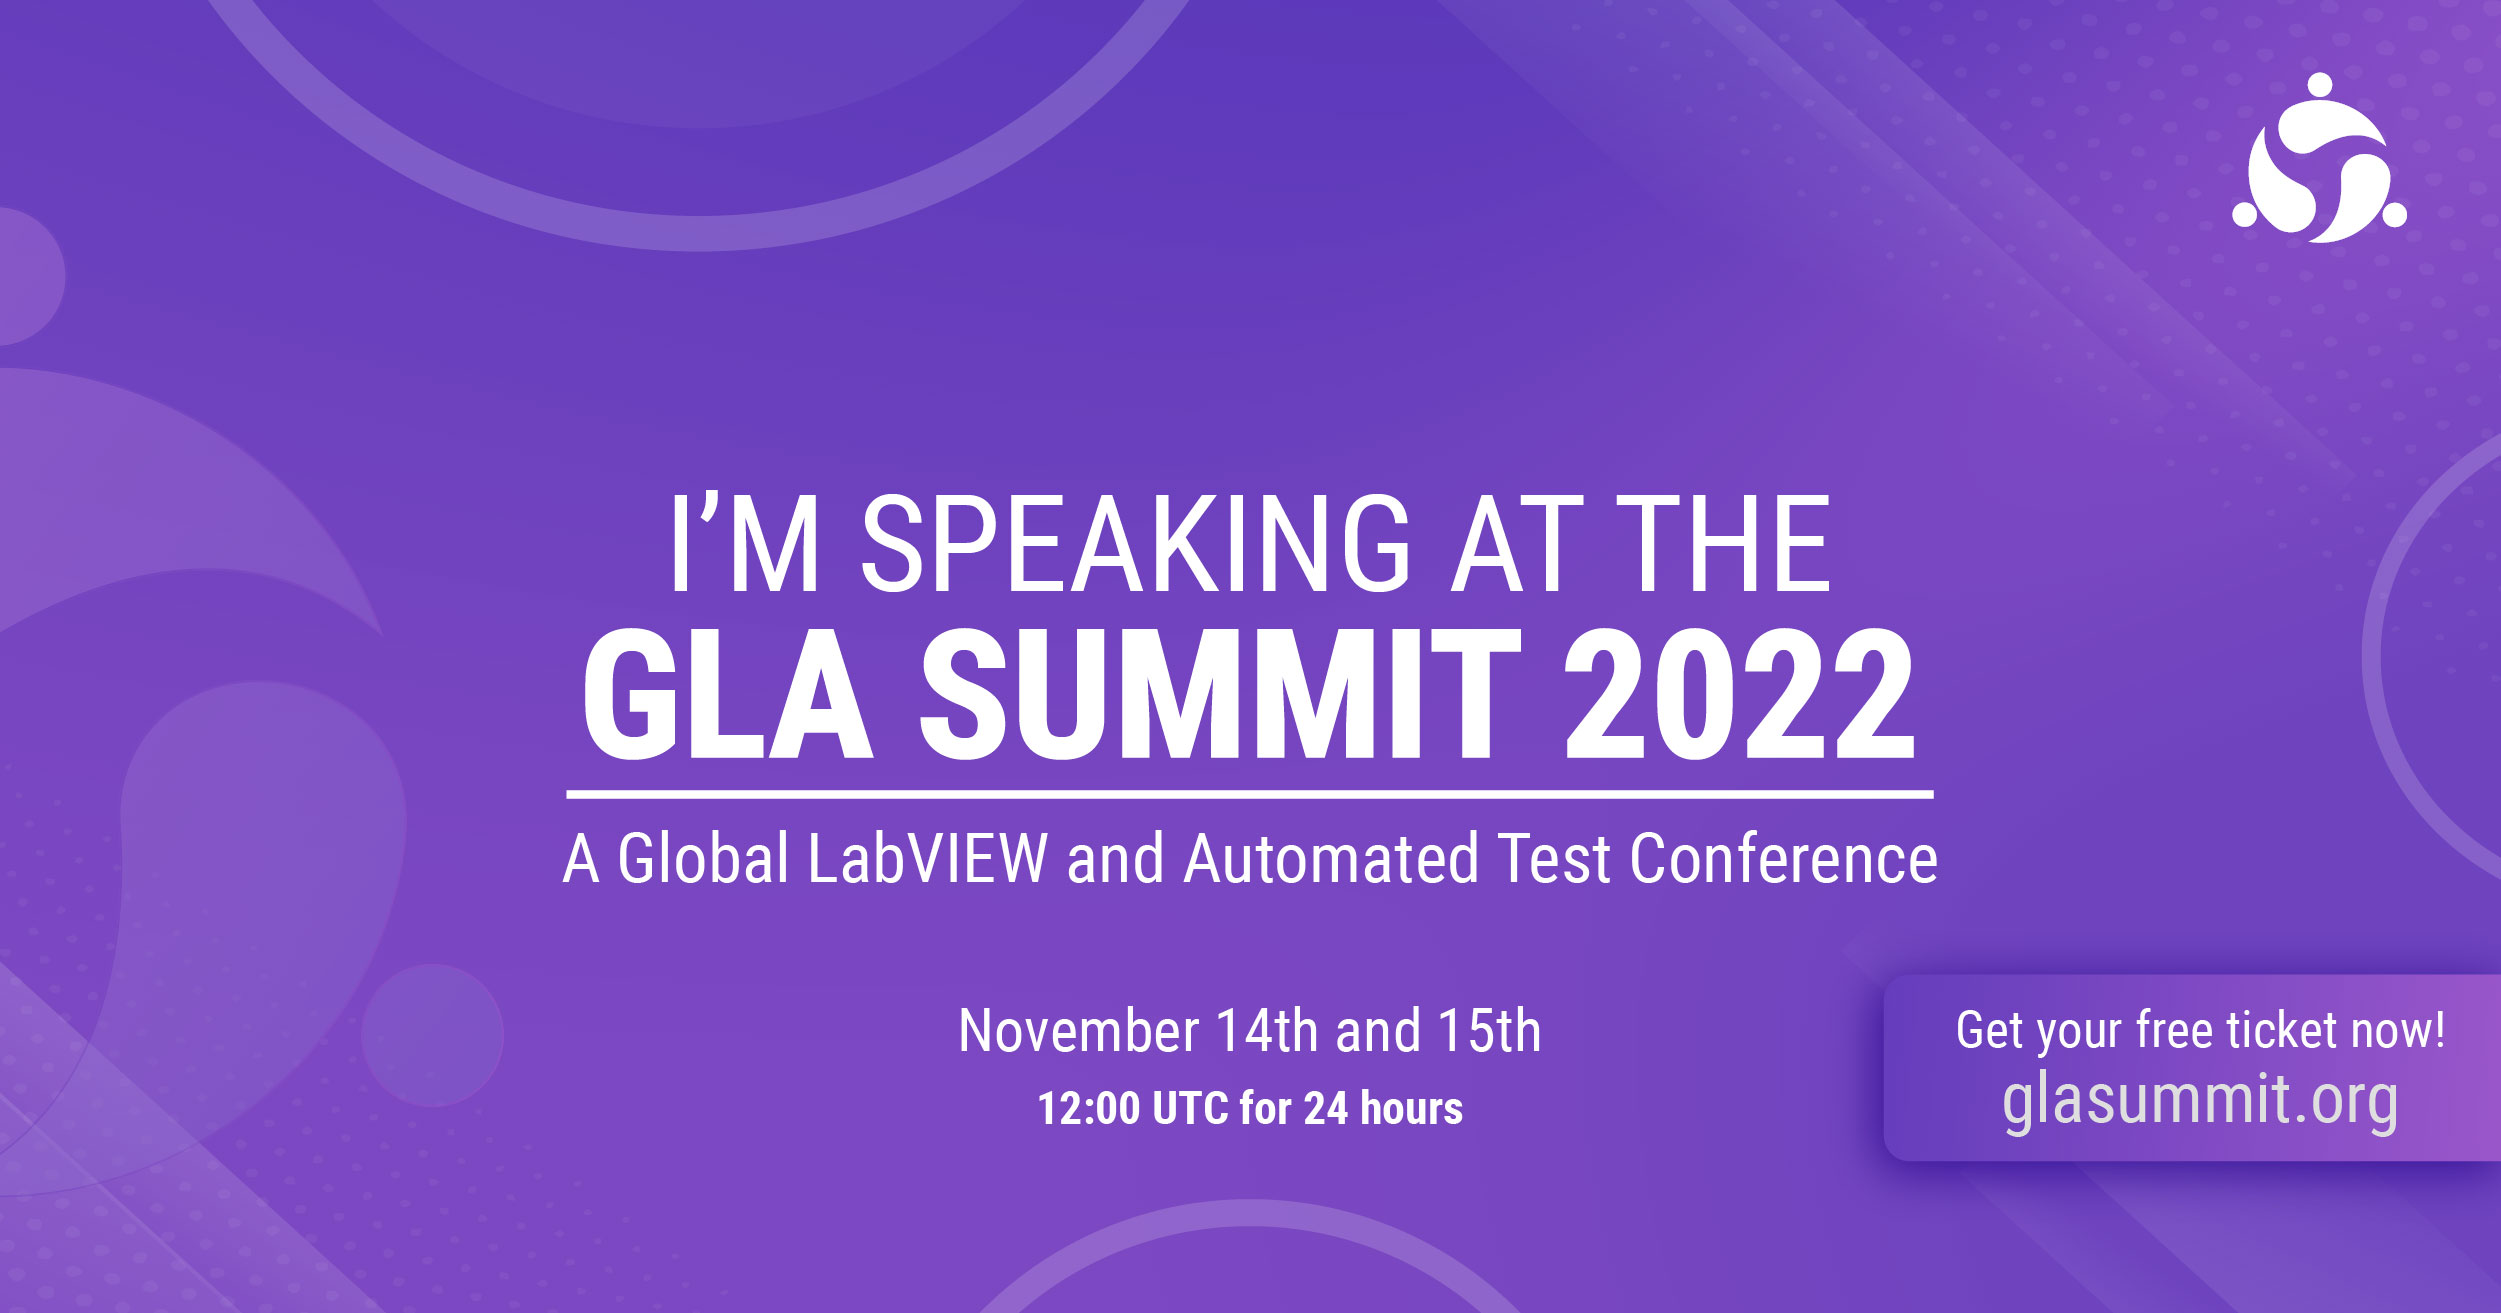 I’M SPEAKING AT THE
GLA SUMMIT 2022
A Global LabVIEW and Automated Test Conference
November 14th and 15th
12:00 UTC for 24 hours
Get your free ticket now!
glasummit.org